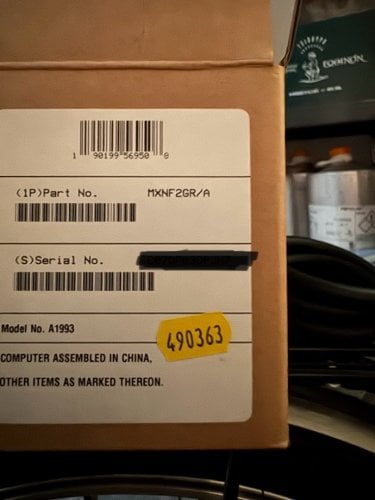 1 90199 56950 8
(1P)Part No. MXNF2GR/A
(S)Serial No.
Model No. A1993
490363
COMPUTER ASSEMBLED IN CHINA,
OTHER ITEMS AS MARKED THEREON.